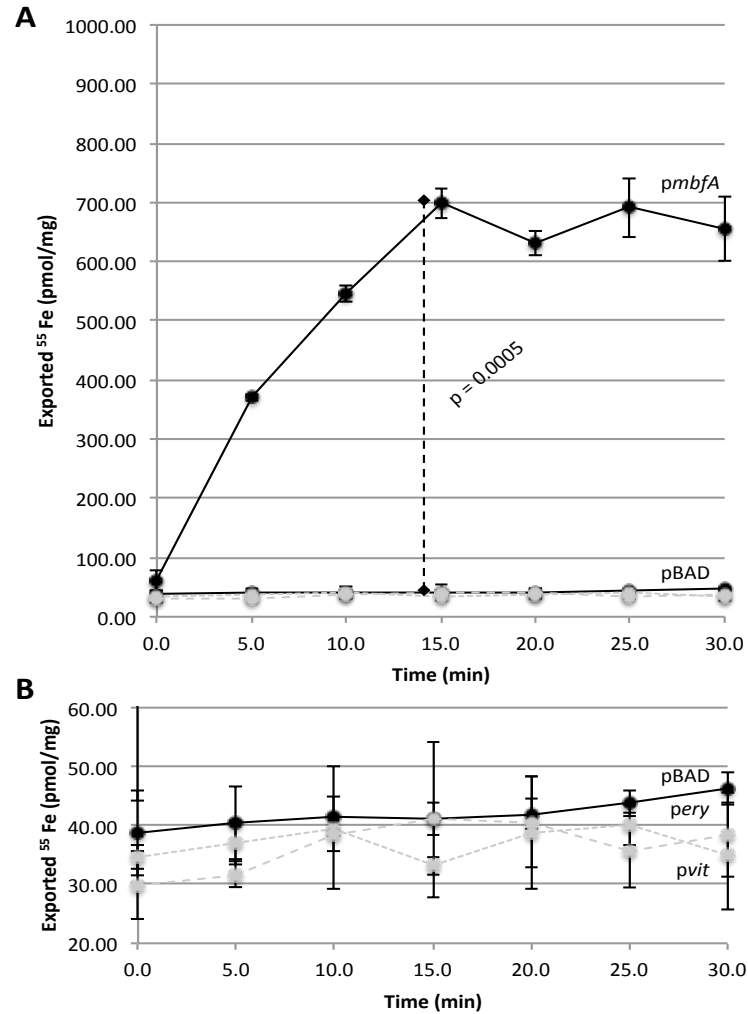 A
1000.00
900.00
800.00
700.00
600.00
500.00
400.00
300.00
200.00
100.00
0.00
Exported ⁵⁵ Fe (pmol/mg)
pmbfA
p = 0.0005
pBAD
0.0 5.0 10.0 15.0 20.0 25.0 30.0
Time (min)
B
60.00
50.00
40.00
30.00
20.00
Exported ⁵⁵ Fe (pmol/mg)
pBAD
pery
pvit
0.0 5.0 10.0 15.0 20.0 25.0 30.0
Time (min)